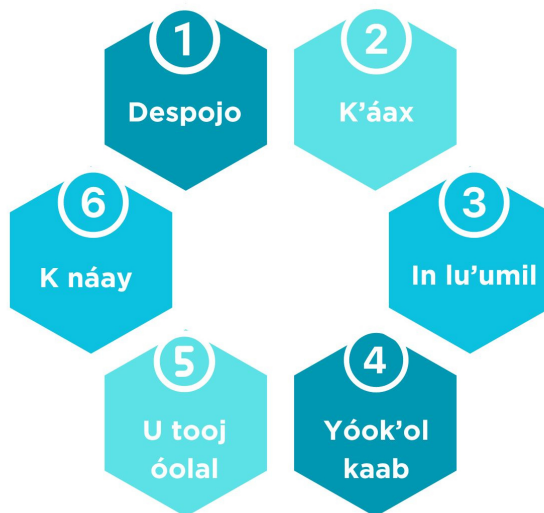 1
Despojo
2
K’áax
3
In lu’umil
4
Yóok’ol
kaab
5
U tooj
óolal
6
K náay